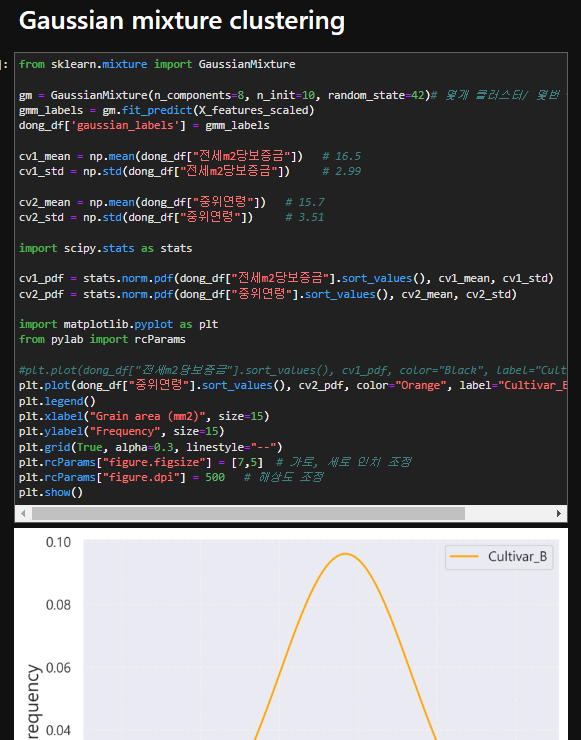 Gaussian mixture clustering
]:
from sklearn.mixture import GaussianMixture
gm = GaussianMixture(n_components=8, n_init=10, random_state=42)# 몇개 클러스터/ 몇번
gmm_labels = gm.fit_predict(X_features_scaled)
dong_df['gaussian_labels'] = gmm_labels
cv1_mean = np.mean(dong_df["전세m2당보증금"])   # 16.5
cv1_std = np.std(dong_df["전세m2당보증금"])     # 2.99
cv2_mean = np.mean(dong_df["중위연령"])   # 15.7
cv2_std = np.std(dong_df["중위연령"])     # 3.51
import scipy.stats as stats
cv1_pdf = stats.norm.pdf(dong_df["전세m2당보증금"].sort_values(), cv1_mean, cv1_std)
cv2_pdf = stats.norm.pdf(dong_df["중위연령"].sort_values(), cv2_mean, cv2_std)
import matplotlib.pyplot as plt
from pylab import rcParams
#plt.plot(dong_df["전세m2당보증금"].sort_values(), cv1_pdf, color="Black", label="Cult
plt.plot(dong_df["중위연령"].sort_values(), cv2_pdf, color="Orange", label="Cultivar_B
plt.legend()
plt.xlabel("Grain area (mm2)", size=15)
plt.ylabel("Frequency", size=15)
plt.grid(True, alpha=0.3, linestyle="--")
plt.rcParams["figure.figsize"] = [7,5]  # 가로, 세로 인치 조정
plt.rcParams["figure.dpi"] = 500   # 해상도 조정
plt.show()
0.10
Cultivar_B
0.08
0.06
0.04
requency